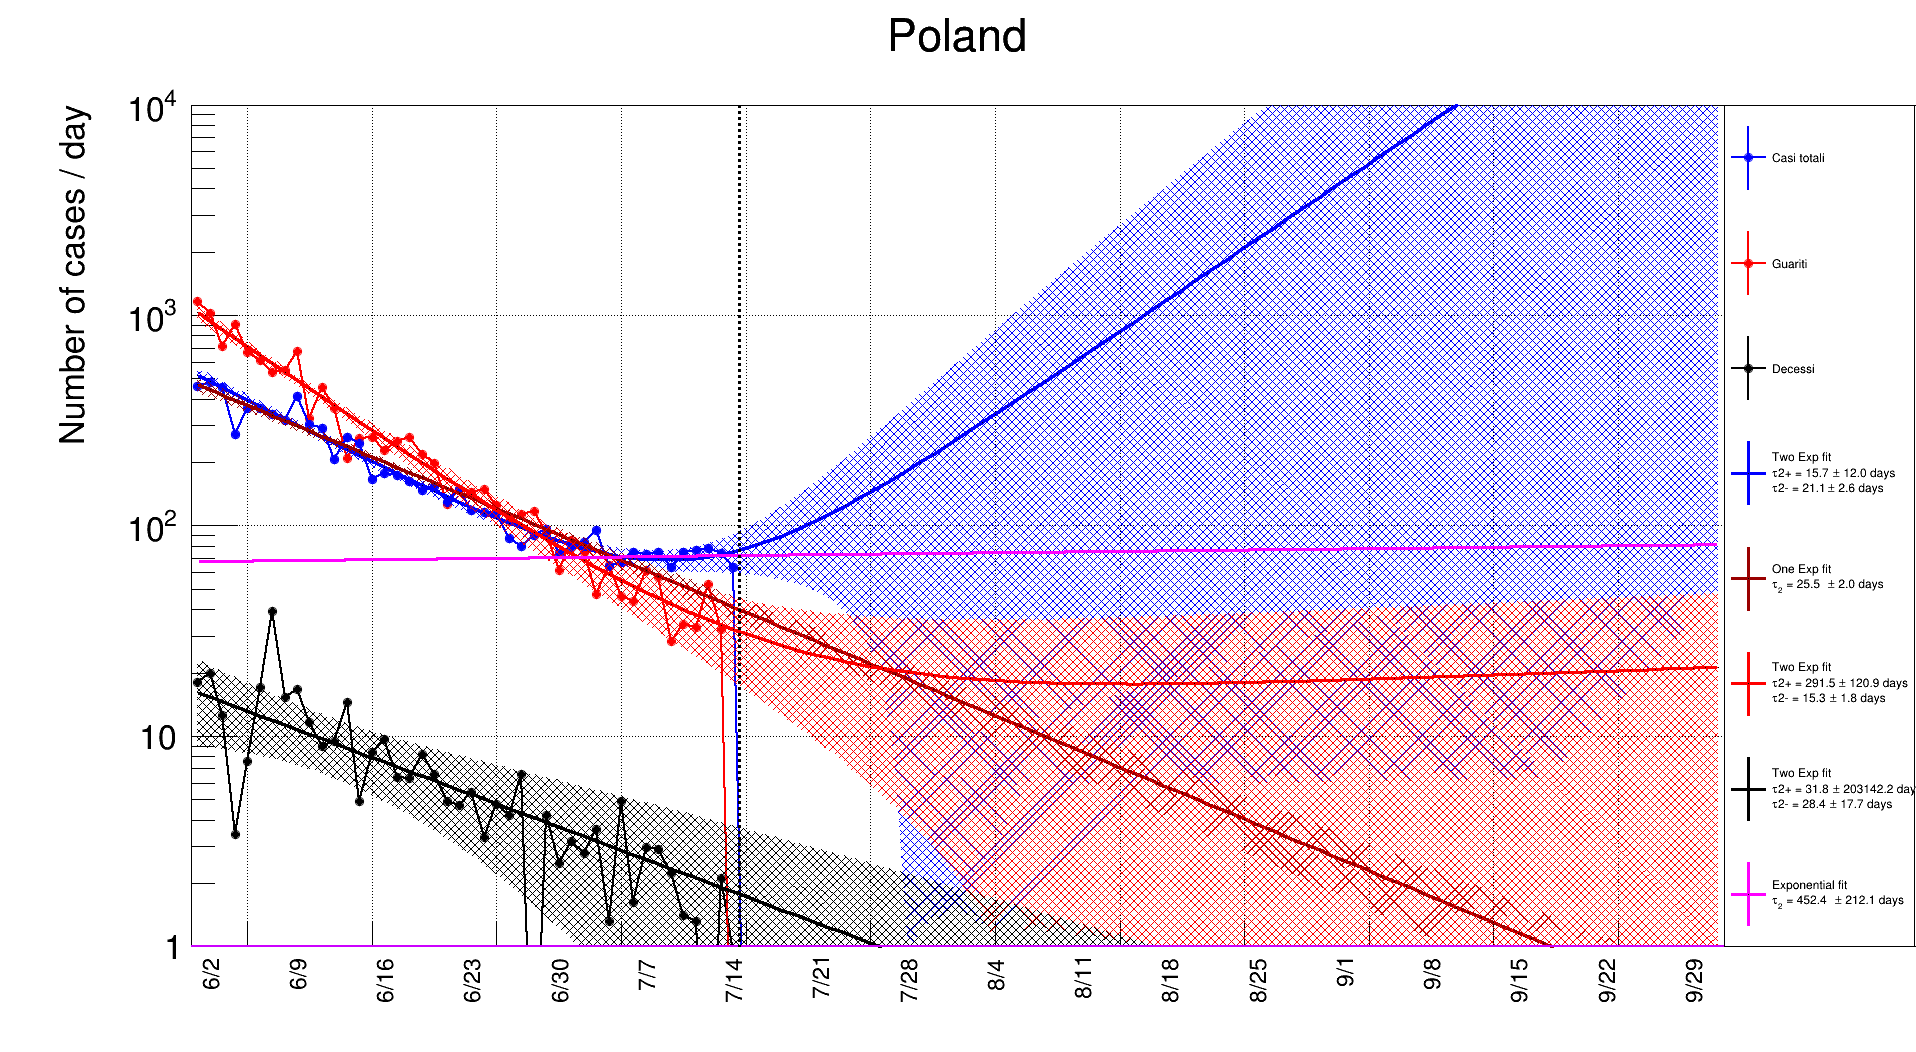 Poland
Number of cases / day
10^4
10^3
10^2
10
1
6/2 6/9 6/16 6/23 6/30 7/7 7/14 7/21 7/28 8/4 8/11 8/18 8/25 9/1 9/8 9/15 9/22 9/29
Casi totali
Guariti
Decessi
Two Exp fit
τ2+ = 15.7 ± 12.0 days
τ2- = 21.1 ± 2.6 days
One Exp fit
τ₂ = 25.5 ± 2.0 days
Two Exp fit
τ2+ = 291.5 ± 120.9 days
τ2- = 15.3 ± 1.8 days
Two Exp fit
τ2+ = 31.8 ± 203142.2 day
τ2- = 28.4 ± 17.7 days
Exponential fit
τ₂ = 452.4 ± 212.1 days